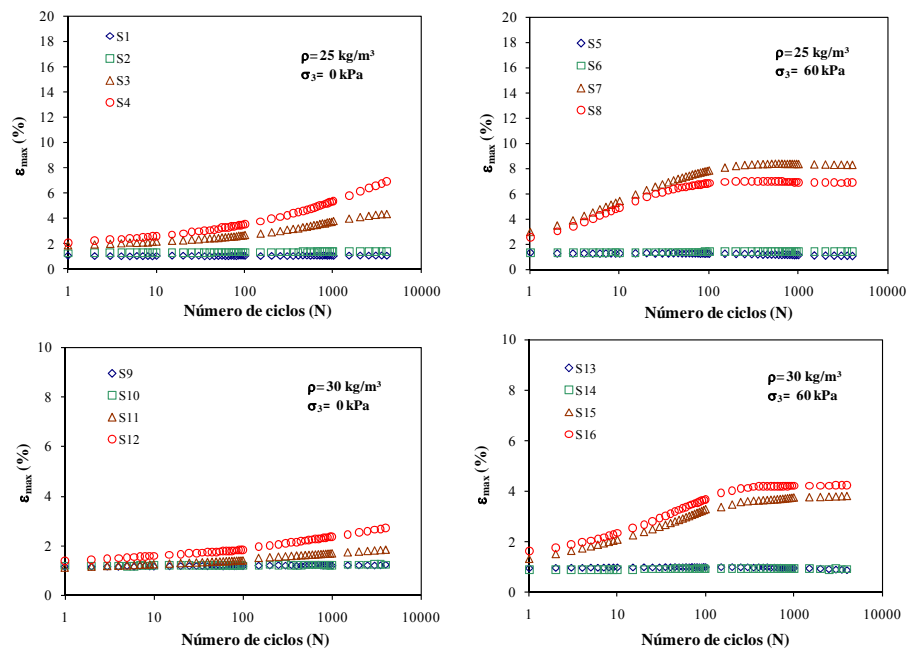 20
18
16
14
12
10
8
6
4
2
0
εmax (%)
S1
S2
S3
S4
ρ= 25 kg/m³
σ3= 0 kPa
1 10 100 1000 10000
Número de ciclos (N)
20
18
16
14
12
10
8
6
4
2
0
εmax (%)
S5
S6
S7
S8
ρ= 25 kg/m³
σ3= 60 kPa
1 10 100 1000 10000
Número de ciclos (N)
10
8
6
4
2
0
εmax (%)
S9
S10
S11
S12
ρ= 30 kg/m³
σ3= 0 kPa
1 10 100 1000 10000
Número de ciclos (N)
10
8
6
4
2
0
εmax (%)
S13
S14
S15
S16
ρ= 30 kg/m³
σ3= 60 kPa
1 10 100 1000 10000
Número de ciclos (N)